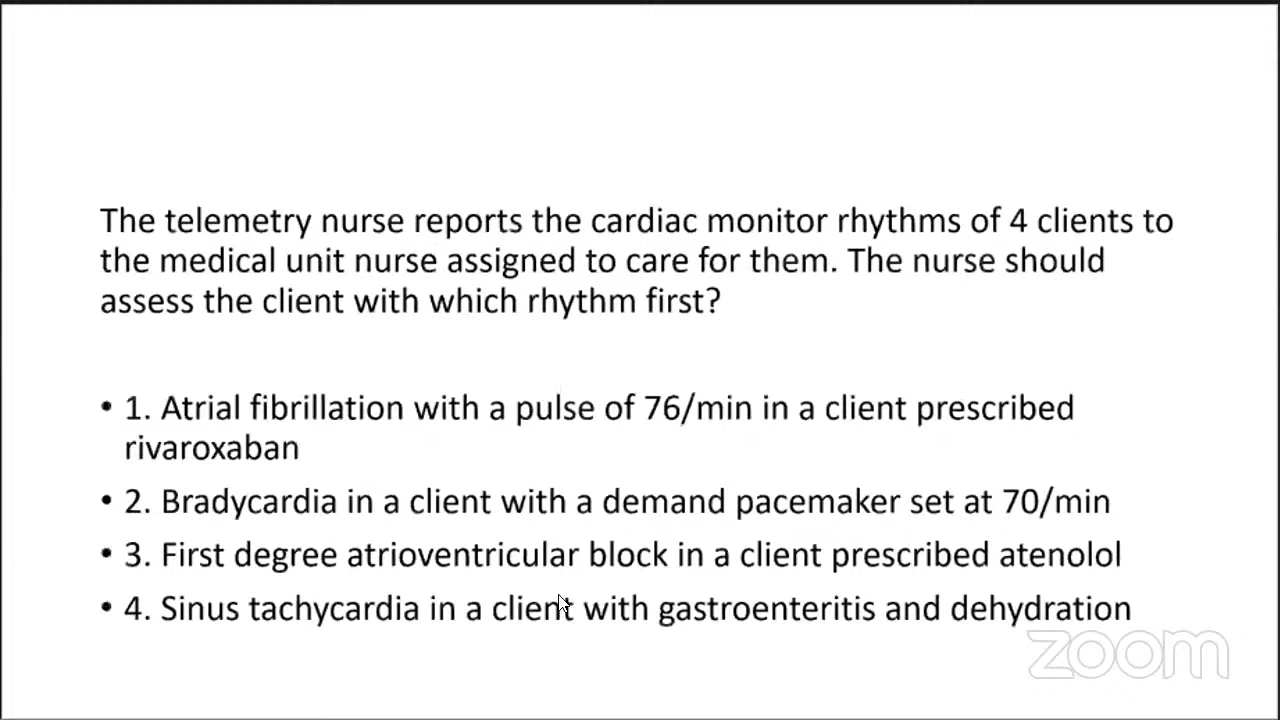 The telemetry nurse reports the cardiac monitor rhythms of 4 clients to
the medical unit nurse assigned to care for them. The nurse should
assess the client with which rhythm first?
• 1. Atrial fibrillation with a pulse of 76/min in a client prescribed
rivaroxaban
• 2. Bradycardia in a client with a demand pacemaker set at 70/min
• 3. First degree atrioventricular block in a client prescribed atenolol
• 4. Sinus tachycardia in a client with gastroenteritis and dehydration
zoom